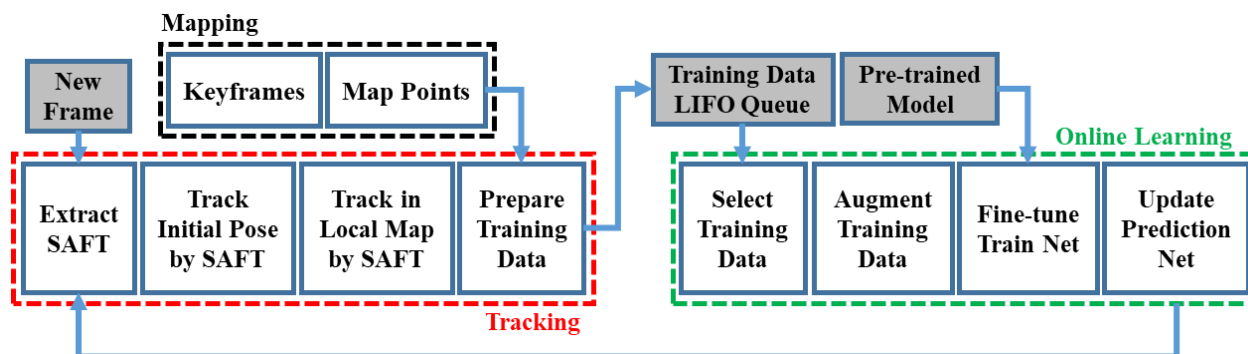 Mapping
New
Frame
Keyframes
Map Points
Training Data
LIFO Queue
Pre-trained
Model
Online Learning
Extract
SAFT
Track
Initial Pose
by SAFT
Track in
Local Map
by SAFT
Prepare
Training
Data
Select
Training
Data
Augment
Training
Data
Fine-tune
Train Net
Update
Prediction
Net
Tracking